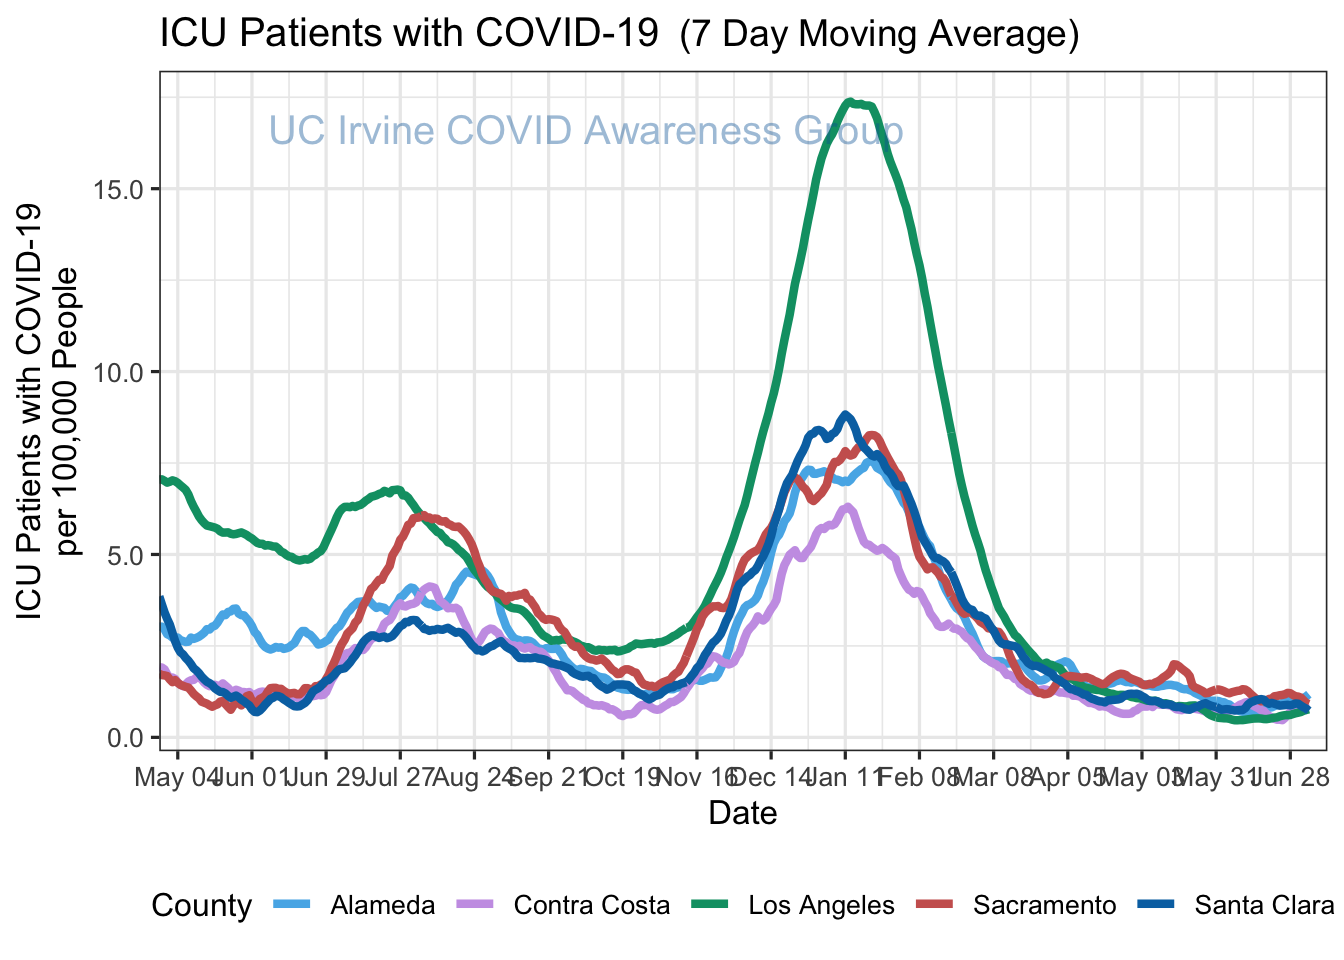 ICU Patients with COVID-19 (7 Day Moving Average)
UC Irvine COVID Awareness Group
ICU Patients with COVID-19
per 100,000 People
15.0
10.0
5.0
0.0
May 04 Jun 01 Jun 29 Jul 27 Aug 24 Sep 21 Oct 19 Nov 16 Dec 14 Jan 11 Feb 08 Mar 08 Apr 05 May 03 May 31 Jun 28
Date
County Alameda Contra Costa Los Angeles Sacramento Santa Clara